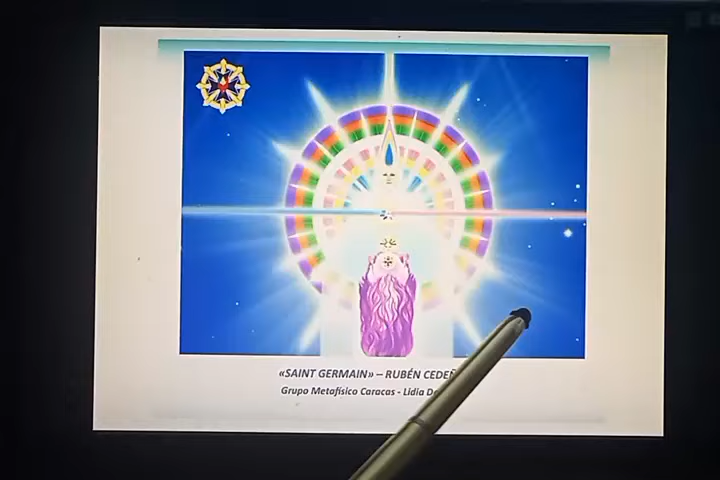 «SAINT GERMAIN» – RUBÉN
Grupo Metafísico Caracas - Lidia